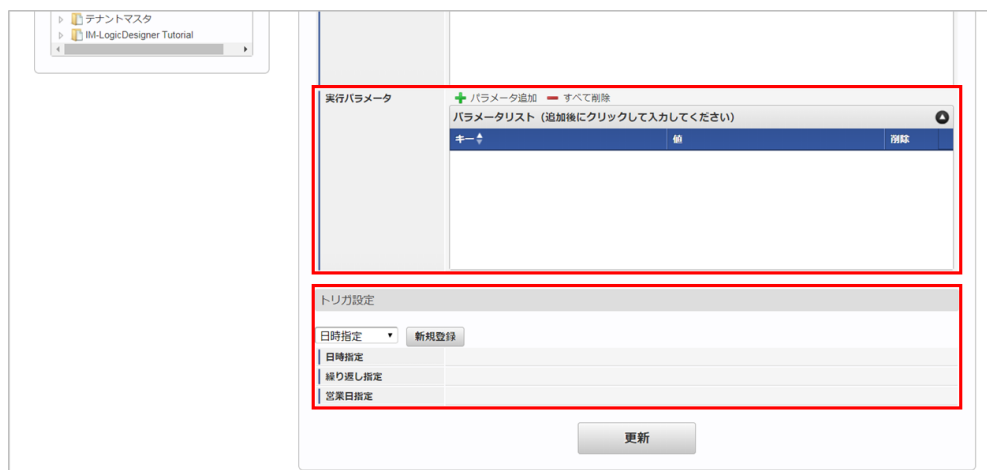 テナントマスタ
IM-LogicDesigner Tutorial
実行パラメータ
パラメータ追加 すべて削除
パラメータリスト（追加後にクリックして入力してください）
キー 値 削除
トリガ設定
日時指定 新規登録
日時指定
繰り返し指定
営業日指定
更新